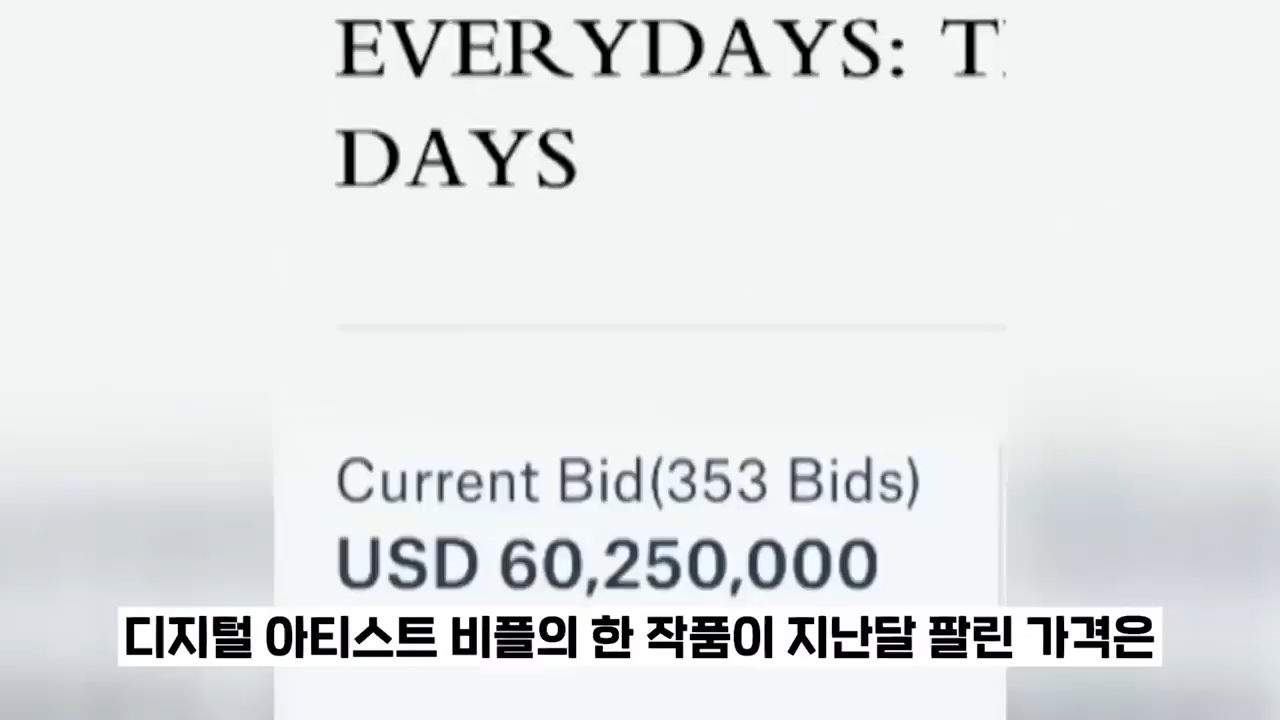 EVERYDAYS: T
DAYS
Current Bid(353 Bids)
USD 60,250,000
디지털 아티스트 비플의 한 작품이 지난달 팔린 가격은